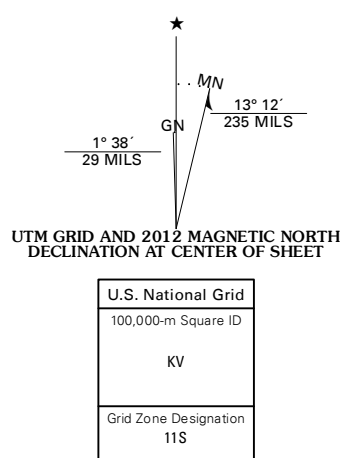 MN
13° 12´
235 MILS
GN
1° 38´
29 MILS
UTM GRID AND 2012 MAGNETIC NORTH
DECLINATION AT CENTER OF SHEET
U.S. National Grid
100,000-m Square ID
KV
Grid Zone Designation
11S